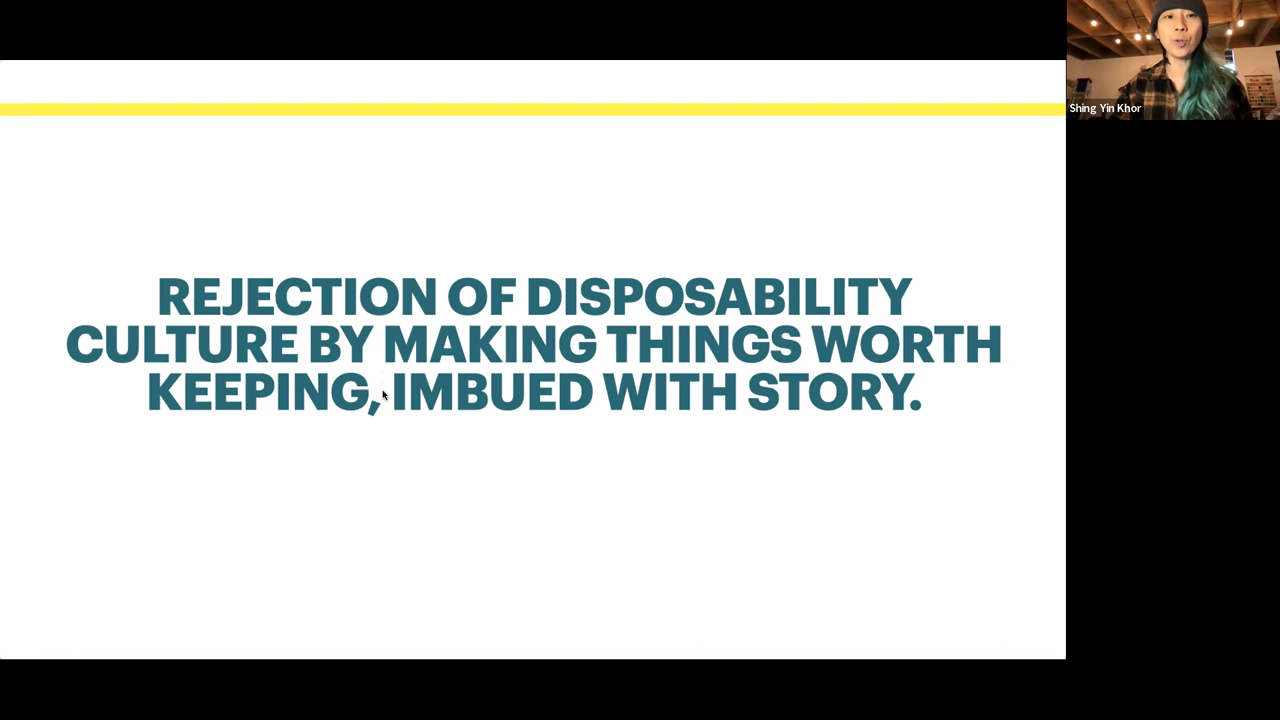 Shing Yin Khor
REJECTION OF DISPOSABILITY
CULTURE BY MAKING THINGS WORTH
KEEPING, IMBUED WITH STORY.